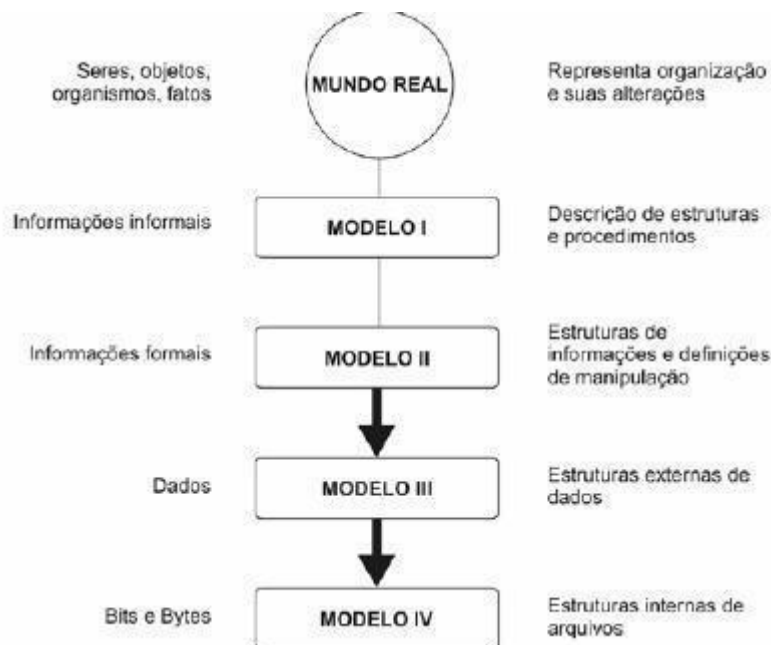 Seres, objetos,
organismos, fatos
MUNDO REAL
Representa organização
e suas alterações
Informações informais
MODELO I
Descrição de estruturas
e procedimentos
Informações formais
MODELO II
Estruturas de
informações e definições
de manipulação
Dados
MODELO III
Estruturas externas de
dados
Bits e Bytes
MODELO IV
Estruturas internas de
arquivos